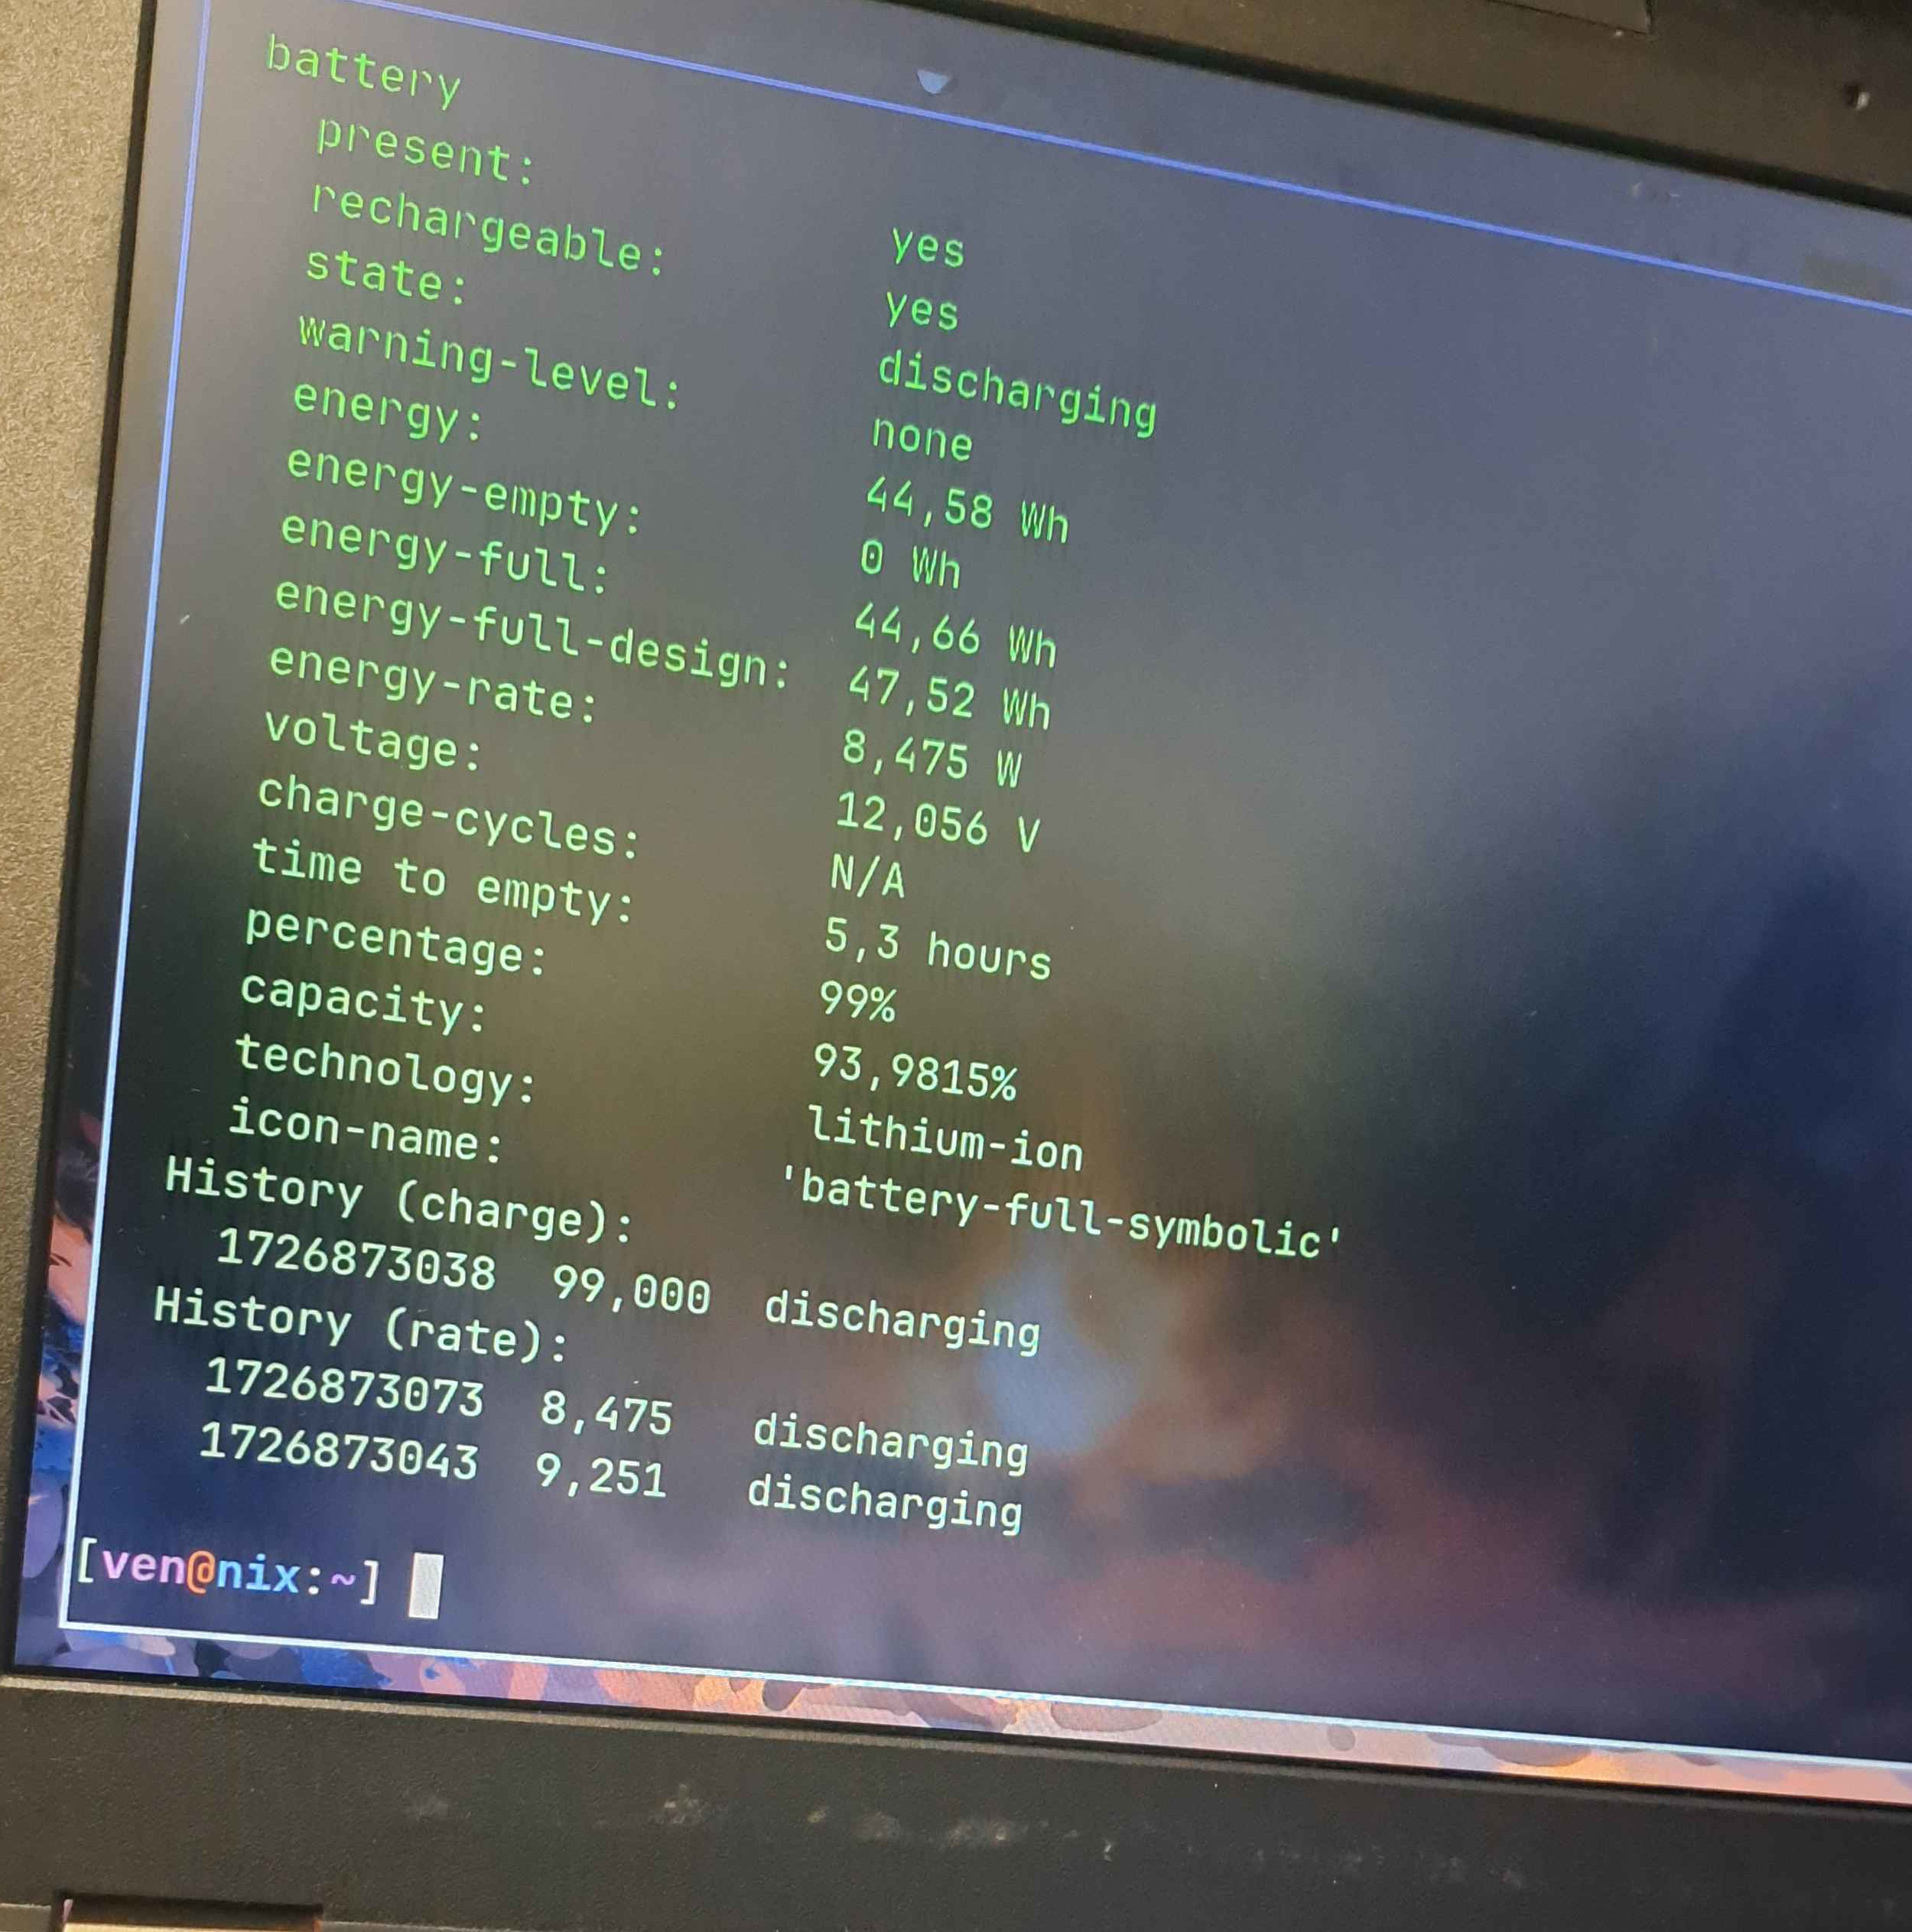 battery
present: yes
rechargeable: yes
state: discharging
warning-level: none
energy: 44,58 Wh
energy-empty: 0 Wh
energy-full: 44,66 Wh
energy-full-design: 47,52 Wh
energy-rate: 8,475 W
voltage: 12,056 V
charge-cycles: N/A
time to empty: 5,3 hours
percentage: 99%
capacity: 93,9815%
technology: lithium-ion
icon-name: 'battery-full-symbolic'
History (charge):
1726873038 99,000 discharging
History (rate):
1726873073 8,475 discharging
1726873043 9,251 discharging
[ven@nix:~]